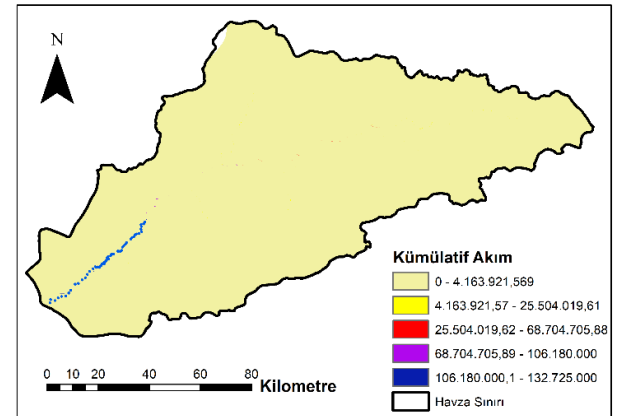 N
Kümülatif Akım
0 - 4.163.921,569
4.163.921,57 - 25.504.019,61
25.504.019,62 - 68.704.705,88
68.704.705,89 - 106.180.000
106.180.000,1 - 132.725.000
Havza Sınırı
0 10 20 40 60 80 Kilometre